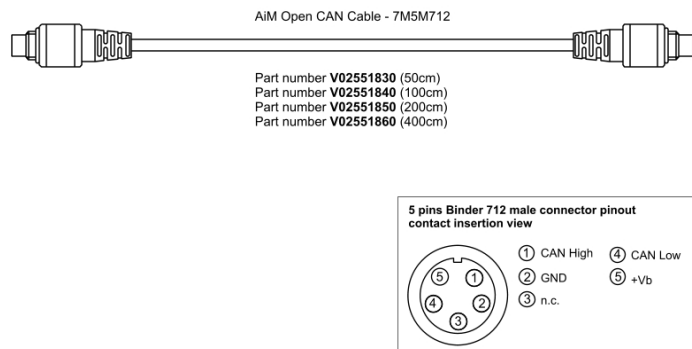 AiM Open CAN Cable - 7M5M712
Part number V02551830 (50cm)
Part number V02551840 (100cm)
Part number V02551850 (200cm)
Part number V02551860 (400cm)
5 pins Binder 712 male connector pinout
contact insertion view
1 CAN High
4 CAN Low
2 GND
5 +Vb
3 n.c.
5 1
4 2
3